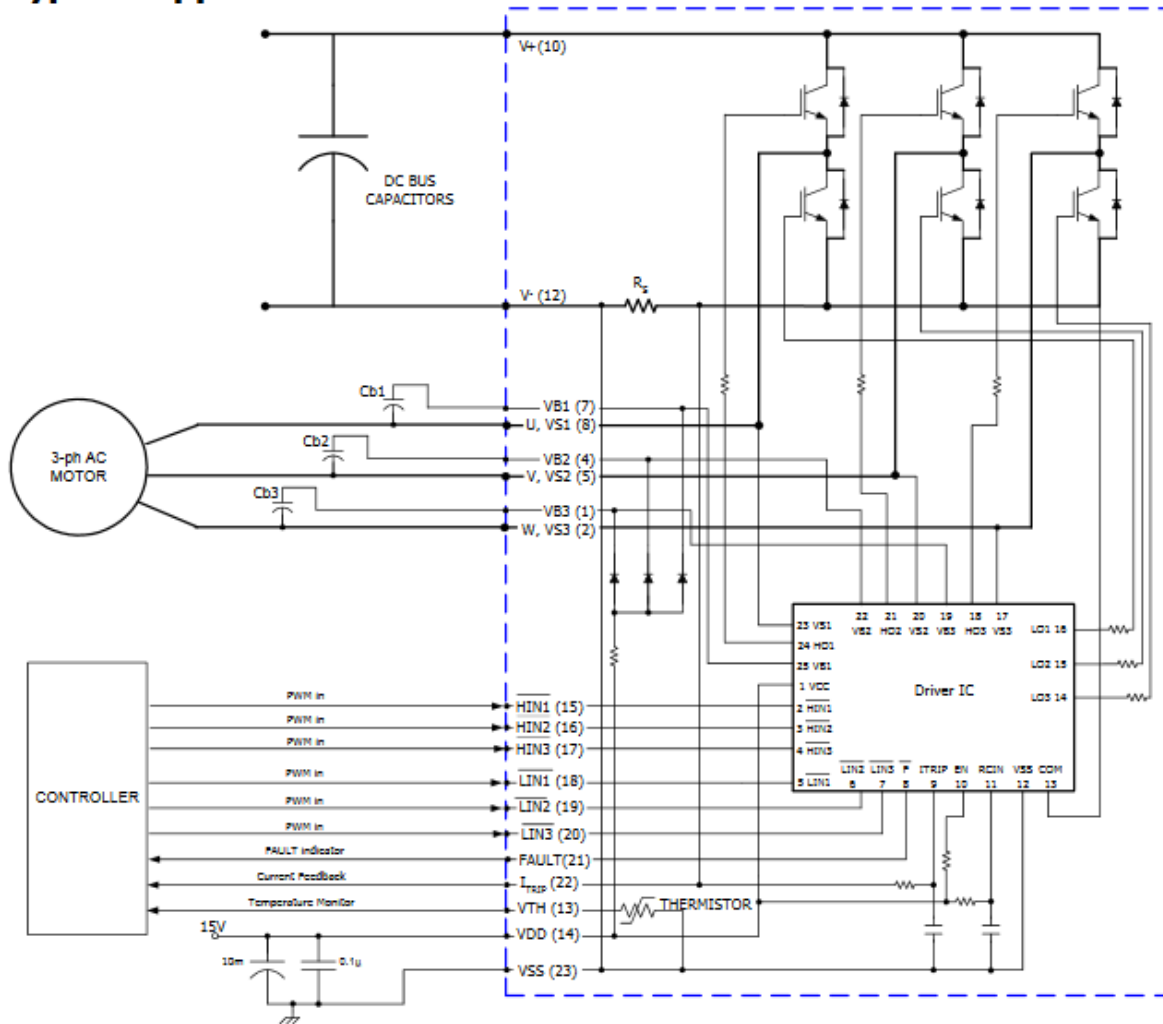 V+ (10)
DC BUS
CAPACITORS
V- (12)
Rs
Cb1
VB1 (7)
U, VS1 (8)
Cb2
VB2 (4)
V, VS2 (5)
Cb3
VB3 (1)
W, VS3 (2)
3-ph AC
MOTOR
22 21 20 19 18 17
VB2 HO2 VS2 VB3 HO3 VS3
23 VS1
24 HO1
25 VB1
1 VCC
2 HIN1
3 HIN2
4 HIN3
5 LIN1
Driver IC
LO1 16
LO2 15
LO3 14
LIN2 LIN3 F ITRIP EN RCIN VSS COM
6 7 8 9 10 11 12 13
CONTROLLER
PWM in
HIN1 (15)
PWM in
HIN2 (16)
PWM in
HIN3 (17)
PWM in
LIN1 (18)
PWM in
LIN2 (19)
PWM in
LIN3 (20)
FAULT indicator
FAULT(21)
Current Feedback
ITRIP (22)
Temperature Monitor
VTH (13)
THERMISTOR
15V
VDD (14)
10m
0.1μ
VSS (23)